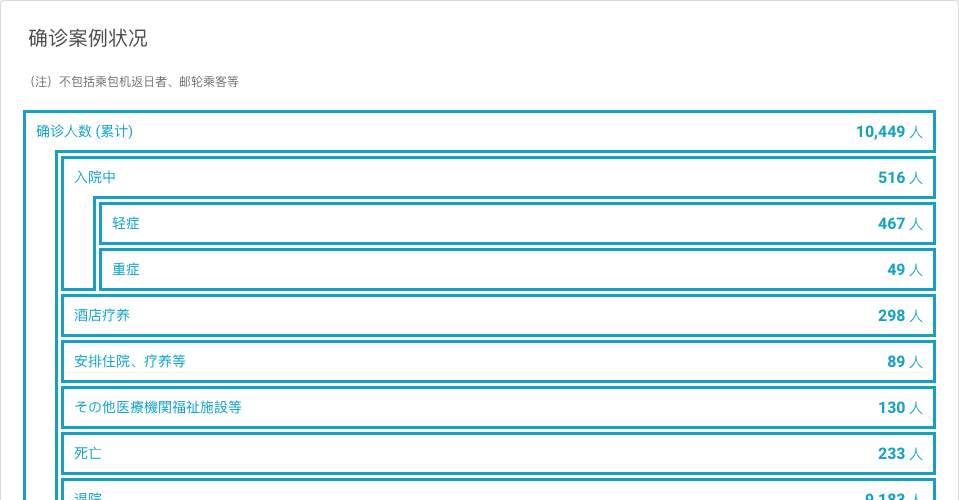 确诊案例状况
（注）不包括乘包机返日者、邮轮乘客等
确诊人数 (累计) 10,449 人
入院中 516 人
轻症 467 人
重症 49 人
酒店疗养 298 人
安排住院、疗养等 89 人
その他医療機関福祉施設等 130 人
死亡 233 人
退院 9,183 人